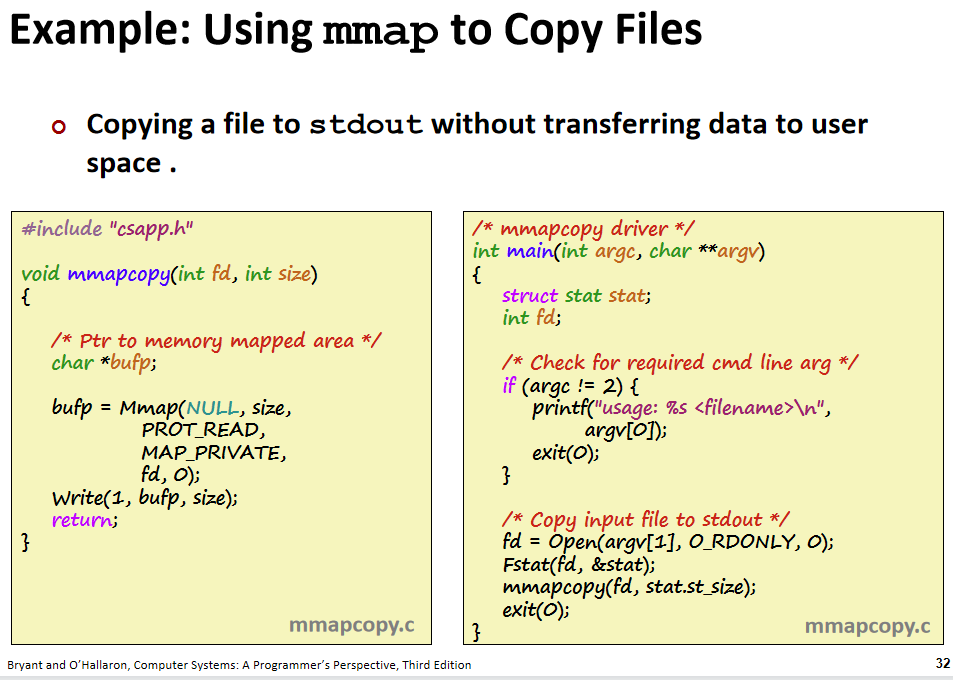 Example: Using mmap to Copy Files
Copying a file to stdout without transferring data to user
space .
#include "csapp.h"
void mmapcopy(int fd, int size)
{
/* Ptr to memory mapped area */
char *bufp;
bufp = Mmap(NULL, size,
PROT_READ,
MAP_PRIVATE,
fd, 0);
Write(1, bufp, size);
return;
}
mmapcopy.c
/* mmapcopy driver */
int main(int argc, char **argv)
{
struct stat stat;
int fd;
/* Check for required cmd line arg */
if (argc != 2) {
printf("usage: %s <filename>\n",
argv[0]);
exit(0);
}
/* Copy input file to stdout */
fd = Open(argv[1], O_RDONLY, 0);
Fstat(fd, &stat);
mmapcopy(fd, stat.st_size);
exit(0);
}
mmapcopy.c
Bryant and O'Hallaron, Computer Systems: A Programmer's Perspective, Third Edition
32